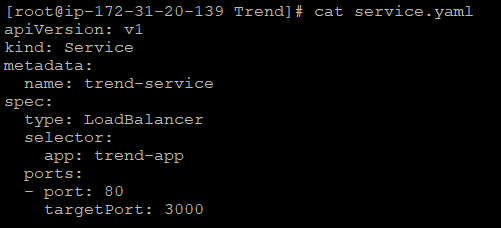 [root@ip-172-31-20-139 Trend]# cat service.yaml
apiVersion: v1
kind: Service
metadata:
  name: trend-service
spec:
  type: LoadBalancer
  selector:
    app: trend-app
  ports:
  - port: 80
    targetPort: 3000